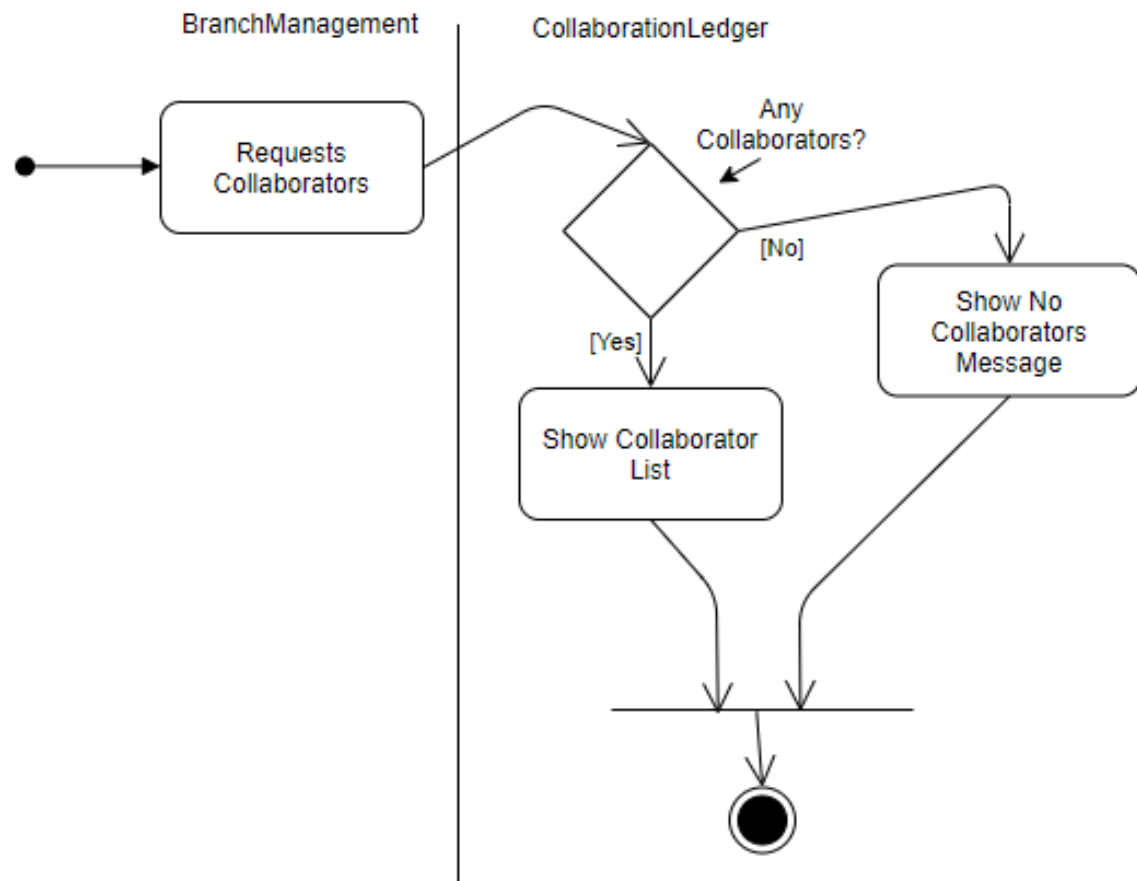 BranchManagement
CollaborationLedger
Requests
Collaborators
Any
Collaborators?
[No]
Show No
Collaborators
Message
[Yes]
Show Collaborator
List